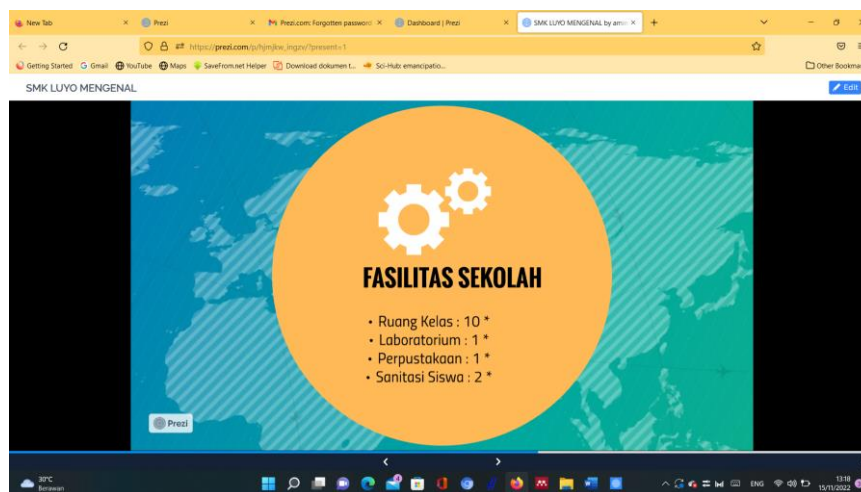 New Tab
Prezi
Prezi.com: Forgotten password
Dashboard | Prezi
SMK LUYO MENGENAL by amin
https://prezi.com/p/hjmjkw_ingzv/?present=1
Getting Started
Gmail
YouTube
Maps
SaveFrom.net Helper
Download dokumen t...
Sci-Hub: emancipatio...
Other Bookmar
SMK LUYO MENGENAL
Edit
FASILITAS SEKOLAH
• Ruang Kelas : 10 *
• Laboratorium : 1 *
• Perpustakaan : 1 *
• Sanitasi Siswa : 2 *
Prezi
30°C
Berawan
ENG
13:18
15/11/2022